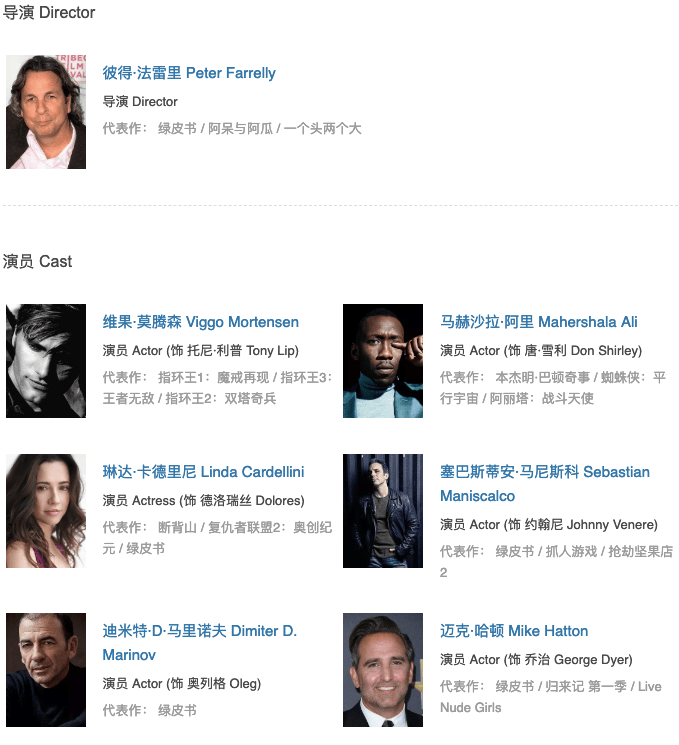 导演 Director
TRIBEC
FILM
彼得·法雷里 Peter Farrelly
导演 Director
代表作： 绿皮书 / 阿呆与阿瓜 / 一个头两个大
演员 Cast
维果·莫腾森 Viggo Mortensen
演员 Actor (饰 托尼·利普 Tony Lip)
代表作： 指环王1：魔戒再现 / 指环王3：
王者无敌 / 指环王2：双塔奇兵
马赫沙拉·阿里 Mahershala Ali
演员 Actor (饰 唐·雪利 Don Shirley)
代表作： 本杰明·巴顿奇事 / 蜘蛛侠：平
行宇宙 / 阿丽塔：战斗天使
琳达·卡德里尼 Linda Cardellini
演员 Actress (饰 德洛瑞丝 Dolores)
代表作： 断背山 / 复仇者联盟2：奥创纪
元 / 绿皮书
塞巴斯蒂安·马尼斯科 Sebastian
Maniscalco
演员 Actor (饰 约翰尼 Johnny Venere)
代表作： 绿皮书 / 抓人游戏 / 抢劫坚果店
2
迪米特·D·马里诺夫 Dimiter D.
Marinov
演员 Actor (饰 奥列格 Oleg)
代表作： 绿皮书
迈克·哈顿 Mike Hatton
演员 Actor (饰 乔治 George Dyer)
代表作： 绿皮书 / 归来记 第一季 / Live
Nude Girls